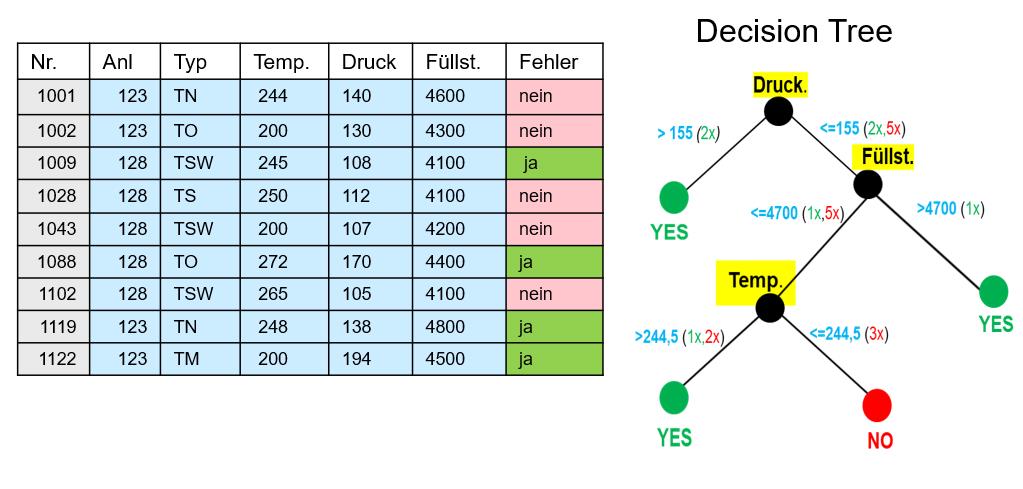 Decision Tree
Nr. Anl Typ Temp. Druck Füllst. Fehler
1001 123 TN 244 140 4600 nein
1002 123 TO 200 130 4300 nein
1009 128 TSW 245 108 4100 ja
1028 128 TS 250 112 4100 nein
1043 128 TSW 200 107 4200 nein
1088 128 TO 272 170 4400 ja
1102 128 TSW 265 105 4100 nein
1119 123 TN 248 138 4800 ja
1122 123 TM 200 194 4500 ja
Druck.
> 155 (2x)
<=155 (2x,5x)
Füllst.
<=4700 (1x,5x)
>4700 (1x)
YES
Temp.
YES
>244,5 (1x,2x)
<=244,5 (3x)
YES
NO